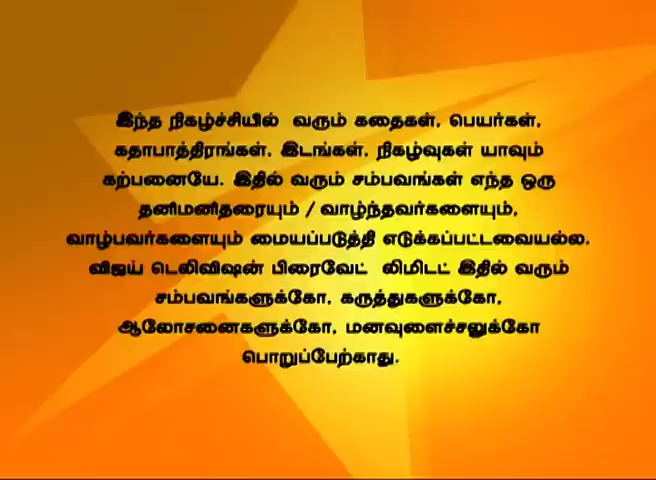 இந்த நிகழ்ச்சியில் வரும் கதைகள், பெயர்கள்,
கதாபாத்திரங்கள், இடங்கள், நிகழ்வுகள் யாவும்
கற்பனையே. இதில் வரும் சம்பவங்கள் எந்த ஒரு
தனிமனிதரையும் / வாழ்ந்தவர்களையும்,
வாழ்பவர்களையும் மையப்படுத்தி எடுக்கப்பட்டவையல்ல.
விஜய் டெலிவிஷன் பிரைவேட் லிமிடட் இதில் வரும்
சம்பவங்களுக்கோ, கருத்துகளுக்கோ,
ஆலோசனைகளுக்கோ, மனவுளைச்சலுக்கோ
பொறுப்பேற்காது.